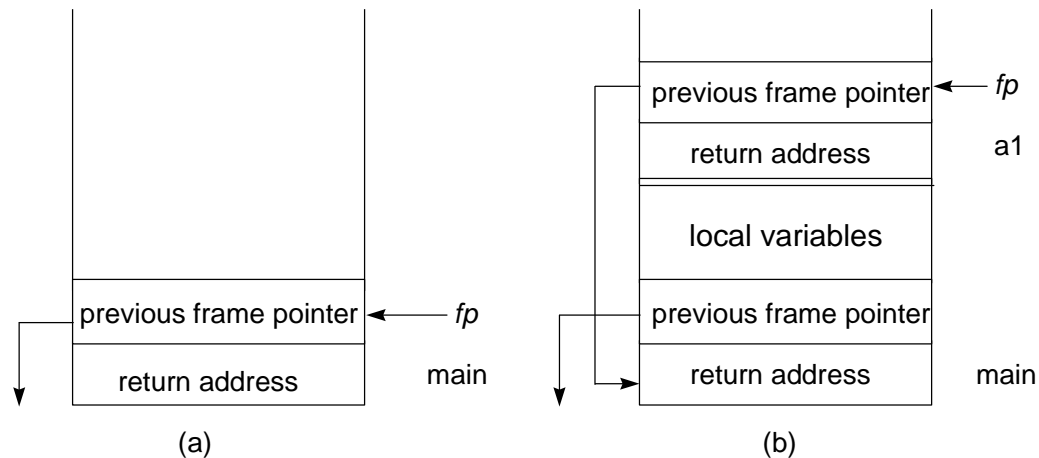 previous frame pointer
fp
return address
main
(a)
previous frame pointer
fp
return address
a1
local variables
previous frame pointer
return address
main
(b)